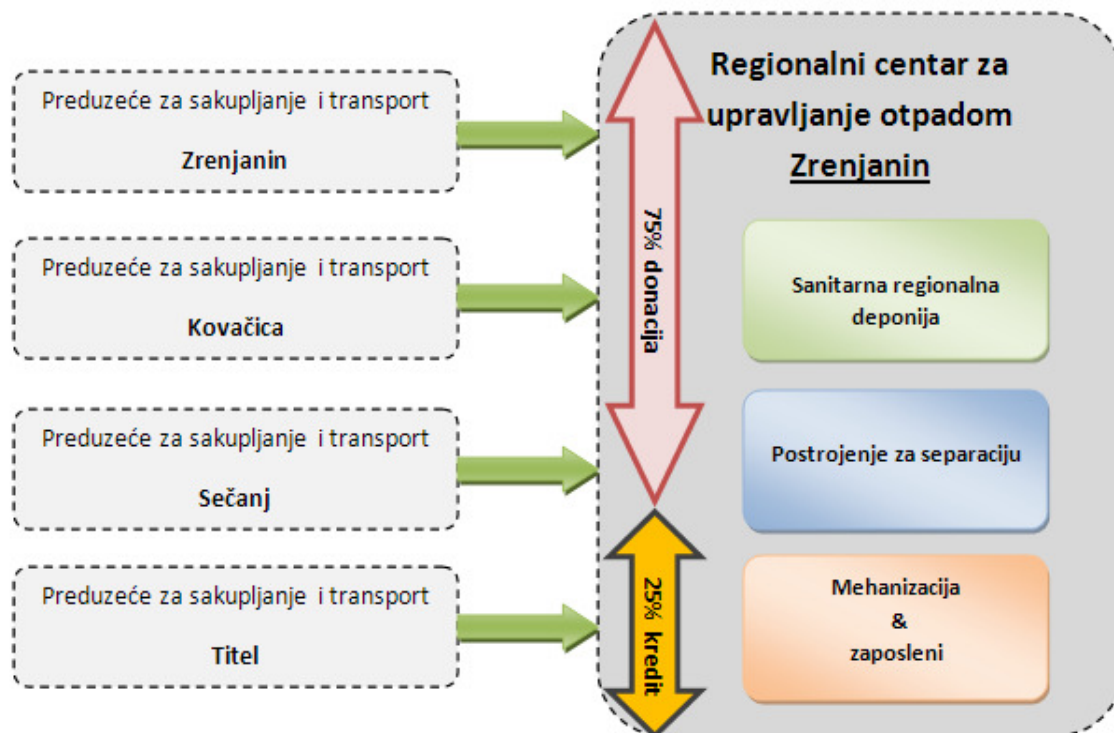 Preduzeće za sakupljanje i transport
Zrenjanin
Preduzeće za sakupljanje i transport
Kovačica
Preduzeće za sakupljanje i transport
Sečanj
Preduzeće za sakupljanje i transport
Titel
75% donacija
25% kredit
Regionalni centar za
upravljanje otpadom
Zrenjanin
Sanitarna regionalna
deponija
Postrojenje za separaciju
Mehanizacija
&
zaposleni